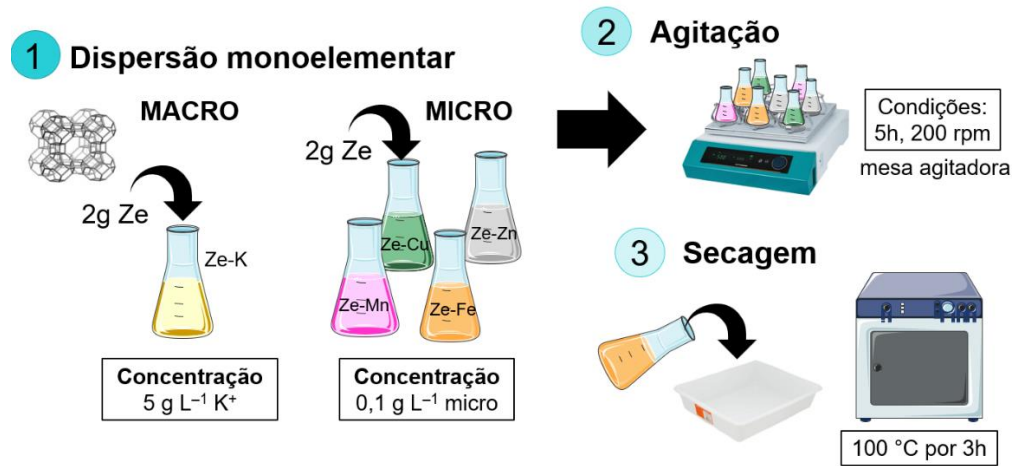 1 Dispersão monoelementar
MACRO
2g Ze
Ze-K
Concentração
5 g L⁻¹ K⁺
MICRO
2g Ze
Ze-Cu
Ze-Zn
Ze-Mn
Ze-Fe
Concentração
0,1 g L⁻¹ micro
2 Agitação
Condições:
5h, 200 rpm
mesa agitadora
3 Secagem
100 °C por 3h